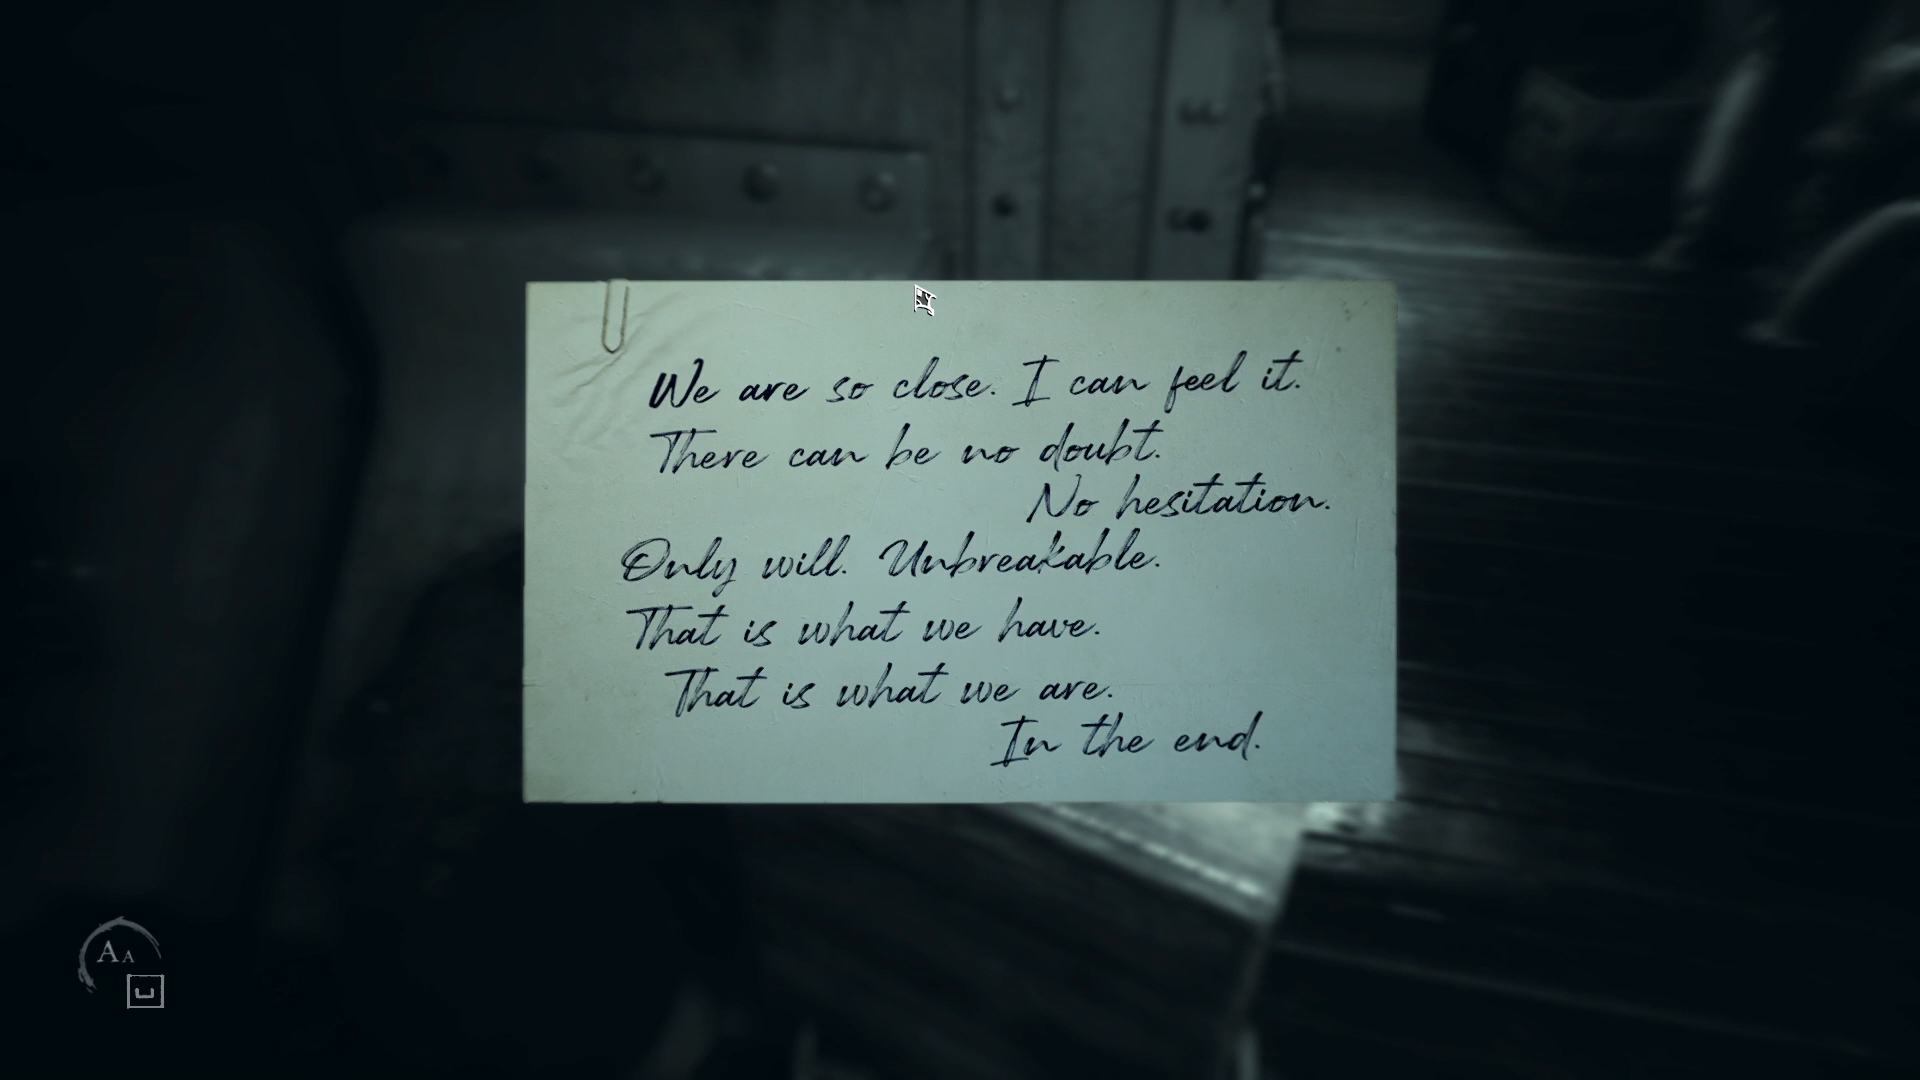 We are so close. I can feel it.
There can be no doubt.
No hesitation.
Only will. Unbreakable.
That is what we have.
That is what we are.
In the end.
AA